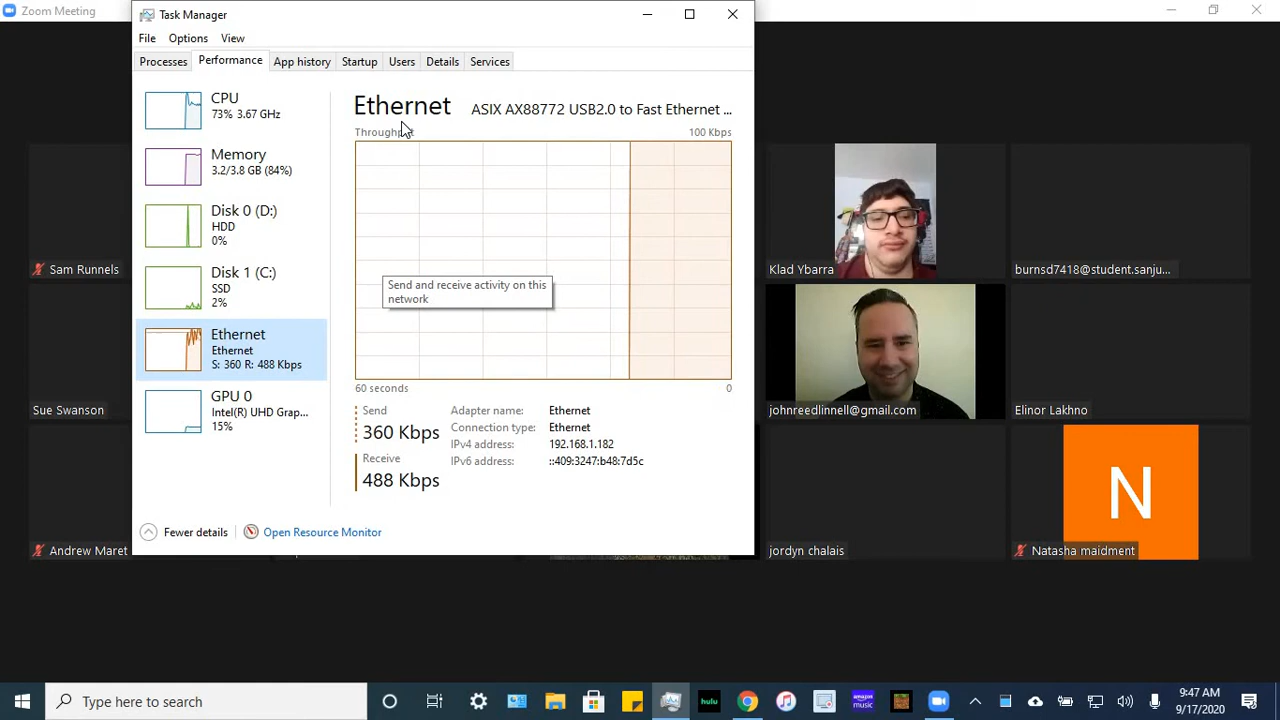 Zoom Meeting
Task Manager
File Options View
Processes Performance App history Startup Users Details Services
CPU
73% 3.67 GHz
Memory
3.2/3.8 GB (84%)
Disk 0 (D:)
HDD
0%
Disk 1 (C:)
SSD
2%
Ethernet
Ethernet
S: 360 R: 488 Kbps
GPU 0
Intel(R) UHD Grap...
15%
Ethernet ASIX AX88772 USB2.0 to Fast Ethernet ...
Throughput 100 Kbps
Send and receive activity on this
network
60 seconds 0
Send
360 Kbps
Receive
488 Kbps
Adapter name: Ethernet
Connection type: Ethernet
IPv4 address: 192.168.1.182
IPv6 address: ::409:3247:b48:7d5c
Fewer details Open Resource Monitor
Sam Runnels
Klad Ybarra
burnsd7418@student.sanju...
Sue Swanson
johnreedlinnell@gmail.com
Elinor Lakhno
N
Andrew Maret
jordyn chalais
Natasha maidment
Type here to search
hulu
amazon
music
9:47 AM
9/17/2020